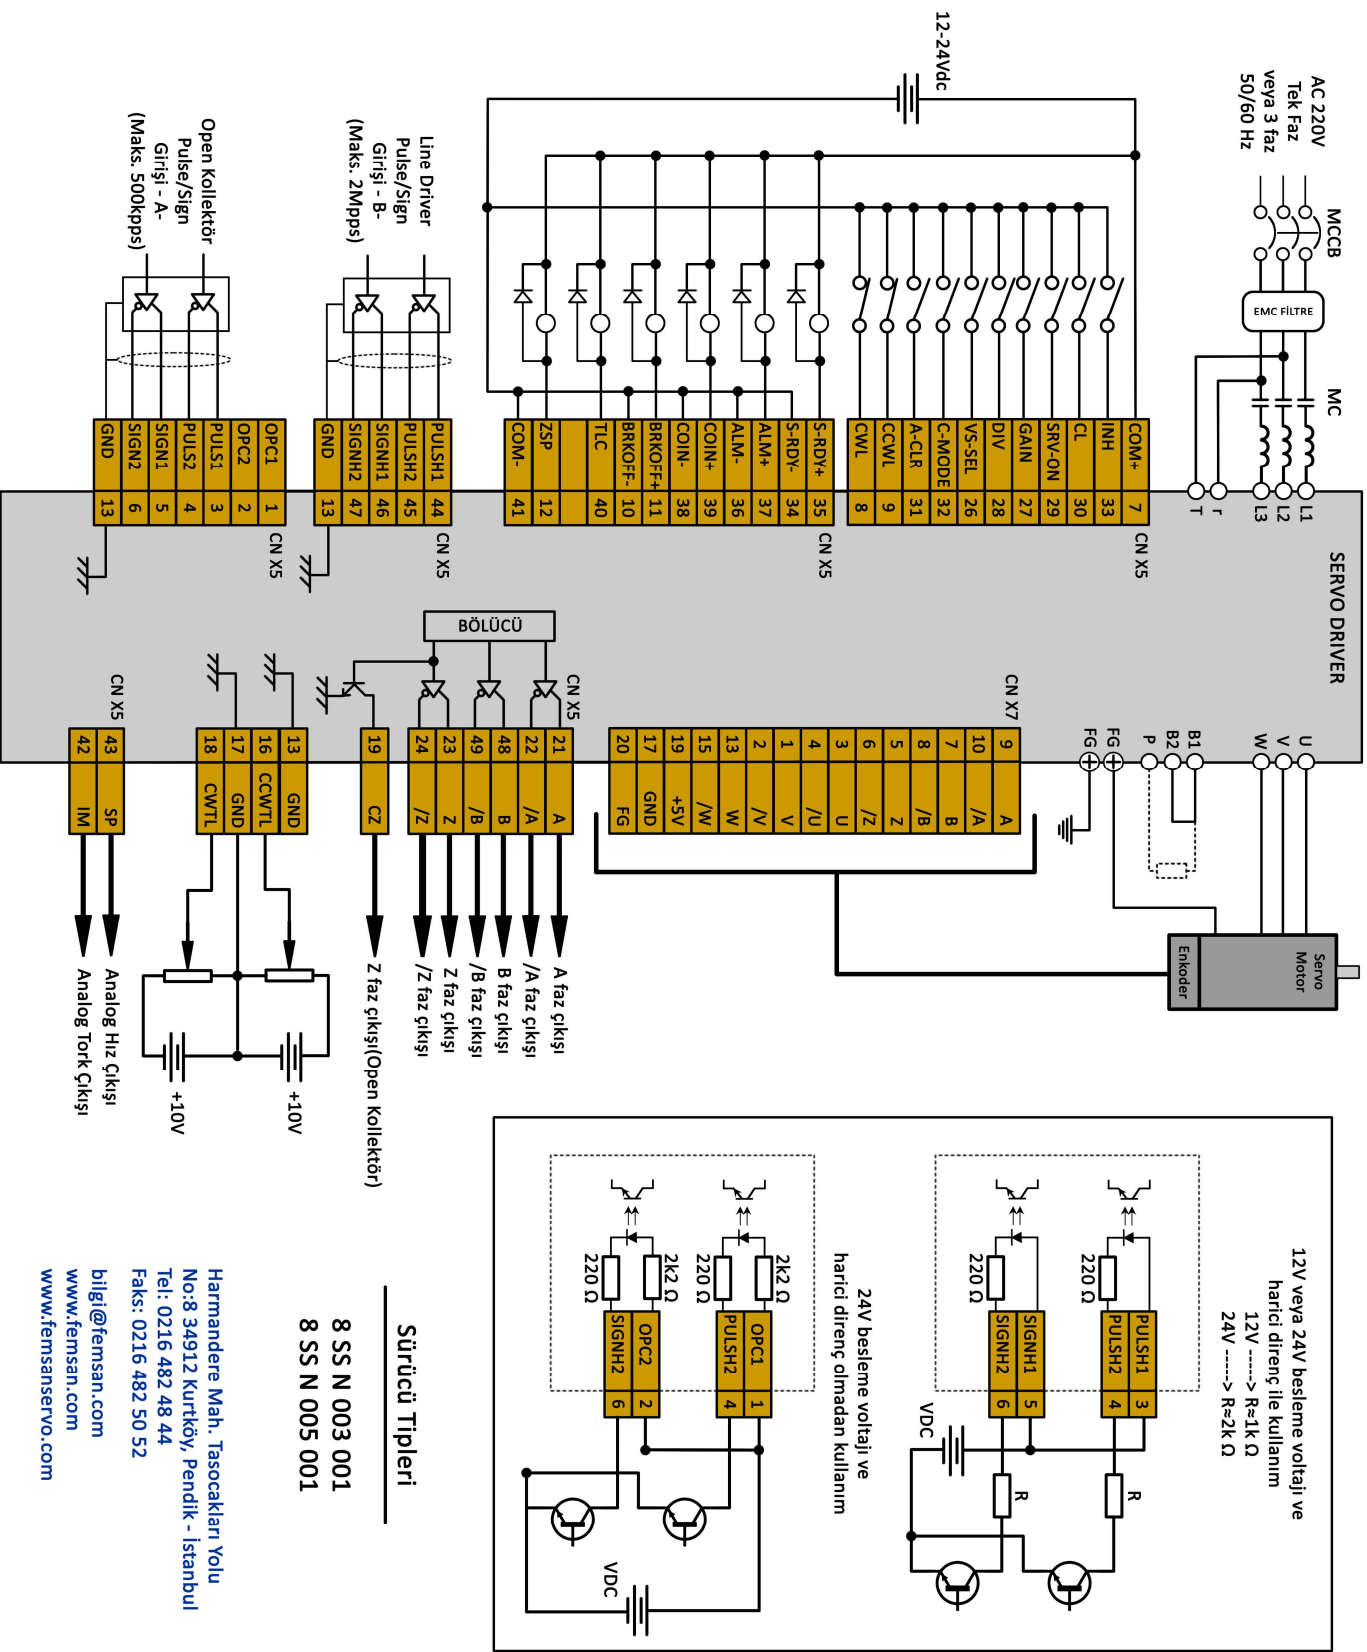 AC 220V
Tek Faz
veya 3 faz
50/60 Hz
MCCB
EMC FİLTRE
MC
L1
L2
L3
r
T
SERVO DRIVER
U
V
W
B1
B2
P
FG
FG
Servo
Motor
Enkoder
12-24Vdc
CN X5
COM+ 7
INH 33
CL 30
SRV-ON 29
GAIN 27
DIV 28
VS-SEL 26
C-MODE 32
A-CLR 31
CCWL 9
CWL 8
CN X5
S-RDY+ 35
S-RDY- 34
ALM+ 37
ALM- 36
COIN+ 39
COIN- 38
BRKOFF+ 11
BRKOFF- 10
TLC 40
ZSP 12
COM- 41
Line Driver
Pulse/Sign
Girişi - B-
(Maks. 2Mpps)
CN X5
PULSH1 44
PULSH2 45
SIGNH1 46
SIGNH2 47
GND 13
Open Kollektör
Pulse/Sign
Girişi - A-
(Maks. 500kpps)
CN X5
OPC1 1
OPC2 2
PULS1 3
PULS2 4
SIGN1 5
SIGN2 6
GND 13
CN X7
9 A
10 /A
7 B
8 /B
5 Z
6 /Z
3 U
4 /U
1 V
2 /V
13 W
15 /W
19 +5V
17 GND
20 FG
BÖLÜCÜ
CN X5
21 A A faz çıkışı
22 /A /A faz çıkışı
48 B B faz çıkışı
49 /B /B faz çıkışı
23 Z Z faz çıkışı
24 /Z /Z faz çıkışı
19 CZ Z faz çıkışı(Open Kollektör)
13 GND
16 CCWTL
17 GND
18 CWTL
+10V
+10V
CN X5
43 SP Analog Hız Çıkışı
42 IM Analog Tork Çıkışı
12V veya 24V besleme voltajı ve
harici direnç ile kullanım
12V ----> R≈1k Ω
24V -----> R≈2k Ω
220 Ω
PULSH1 3
PULSH2 4
R
220 Ω
SIGNH1 5
SIGNH2 6
R
VDC
24V besleme voltajı ve
harici direnç olmadan kullanım
2k2 Ω
220 Ω
OPC1 1
PULSH2 4
2k2 Ω
220 Ω
OPC2 2
SIGNH2 6
VDC
Sürücü Tipleri
8 SS N 003 001
8 SS N 005 001
Harmandere Mah. Tasocakları Yolu
No:8 34912 Kurtköy, Pendik - İstanbul
Tel: 0216 482 48 44
Faks: 0216 482 50 52
bilgi@femsan.com
www.femsan.com
www.femsanservo.com